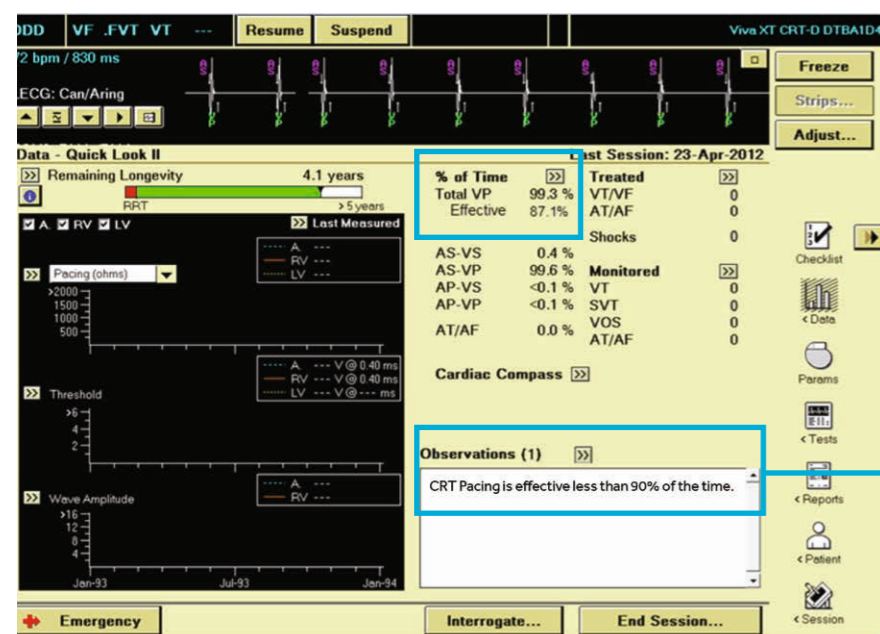 DDD VF .FVT VT --- Resume Suspend Viva XT CRT-D DTBA1D4
72 bpm / 830 ms
LECG: Can/Aring
Freeze
Strips...
Adjust...
Data - Quick Look II Last Session: 23-Apr-2012
>> Remaining Longevity 4.1 years
RRT > 5 years
A. RV LV >> Last Measured
A. ---
RV ---
LV ---
>> Pacing (ohms)
>2000
1500
1000
500
A. --- V @ 0.40 ms
RV --- V @ 0.40 ms
LV --- V @ --- ms
>> Threshold
>6
4
2
A. ---
RV ---
>> Wave Amplitude
>16
12
8
4
Jan-93 Jul-93 Jan-94
% of Time >>
Total VP 99.3 %
Effective 87.1%
AS-VS 0.4 %
AS-VP 99.6 %
AP-VS <0.1 %
AP-VP <0.1 %
AT/AF 0.0 %
Treated >>
VT/VF 0
AT/AF 0
Shocks 0
Monitored >>
VT 0
SVT 0
VOS 0
AT/AF 0
Cardiac Compass >>
Observations (1) >>
CRT Pacing is effective less than 90% of the time.
Checklist
< Data
Params
< Tests
< Reports
< Patient
< Session
Emergency Interrogate... End Session...